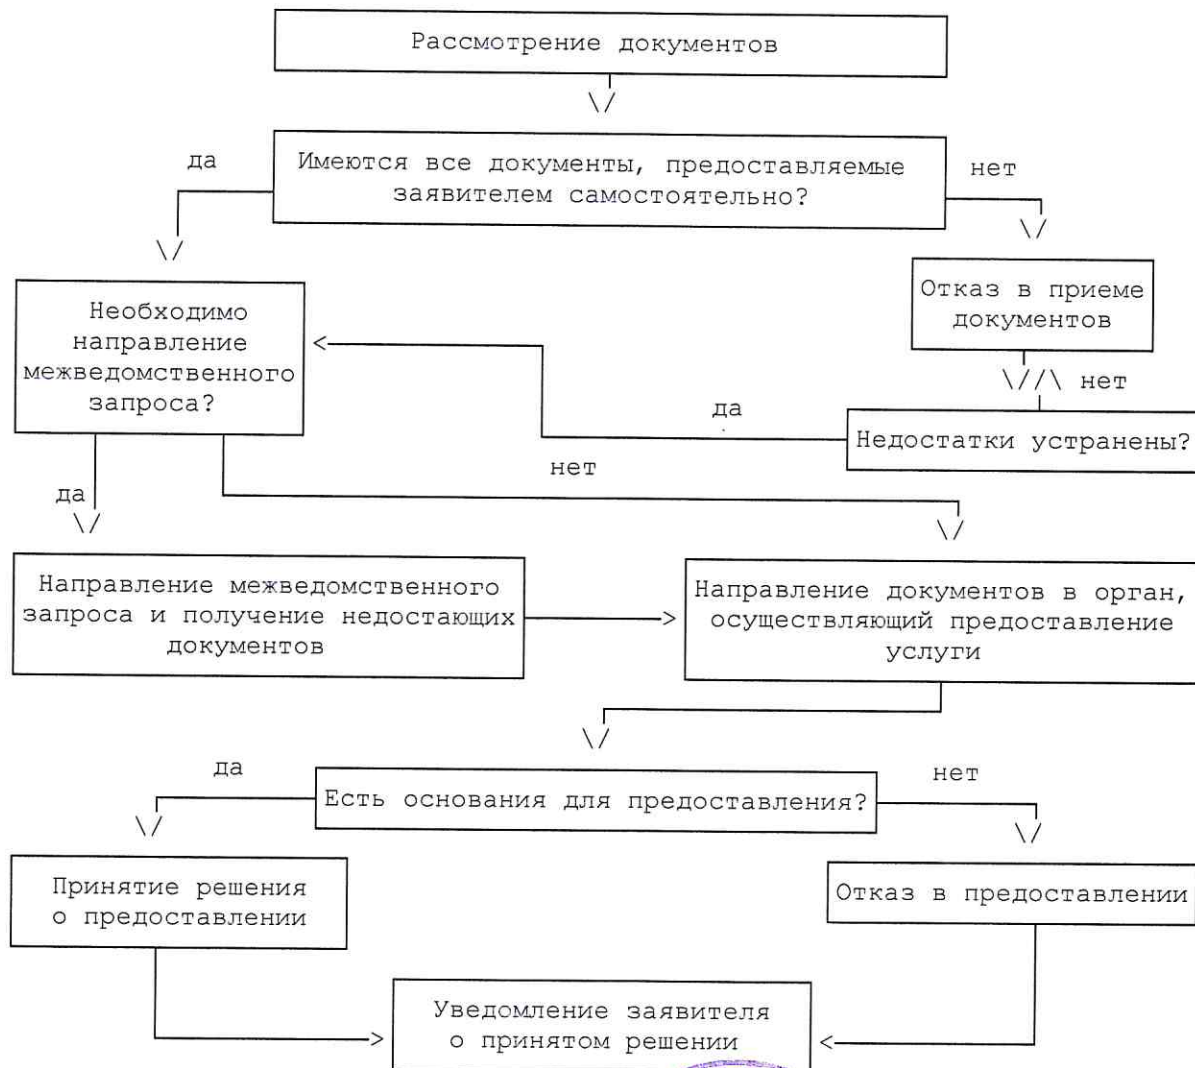 Рассмотрение документов
да
Имеются все документы, предоставляемые
заявителем самостоятельно?
нет
Необходимо
направление
межведомственного
запроса?
Отказ в приеме
документов
нет
да
Недостатки устранены?
нет
да
Направление межведомственного
запроса и получение недостающих
документов
Направление документов в орган,
осуществляющий предоставление
услуги
да
Есть основания для предоставления?
нет
Принятие решения
о предоставлении
Отказ в предоставлении
Уведомление заявителя
о принятом решении